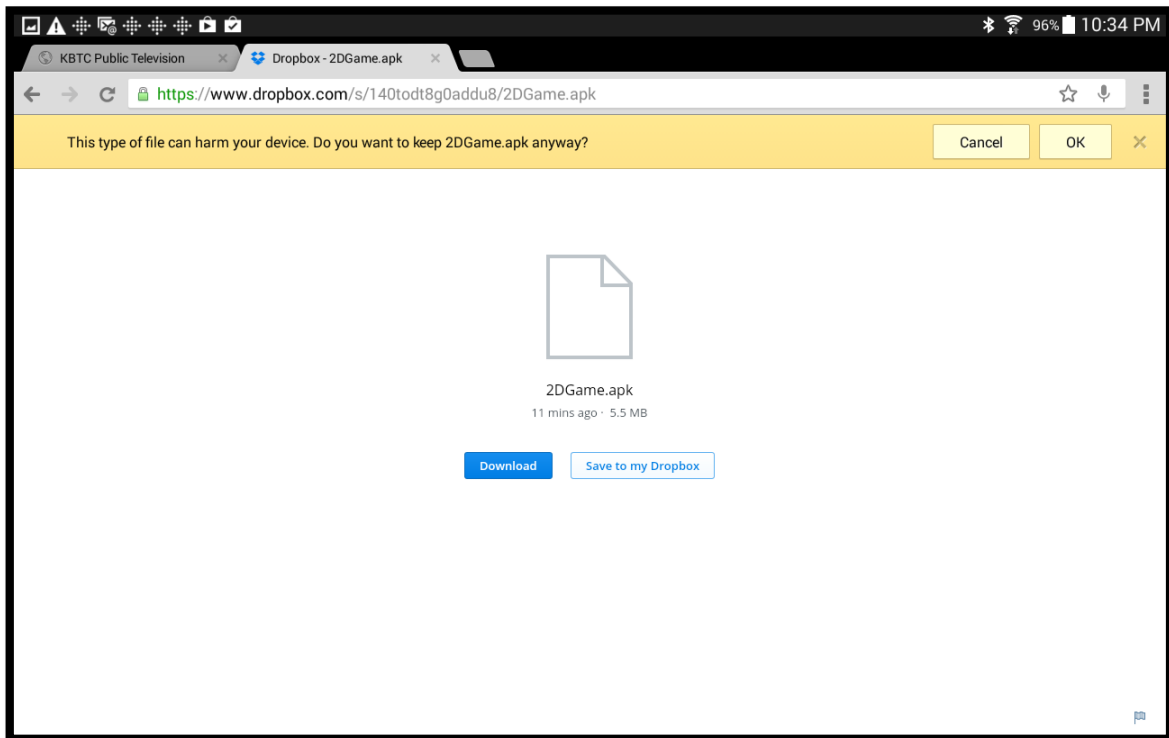 96% 10:34 PM
KBTC Public Television
Dropbox - 2DGame.apk
https://www.dropbox.com/s/140todt8g0addu8/2DGame.apk
This type of file can harm your device. Do you want to keep 2DGame.apk anyway? Cancel OK
2DGame.apk
11 mins ago · 5.5 MB
Download Save to my Dropbox